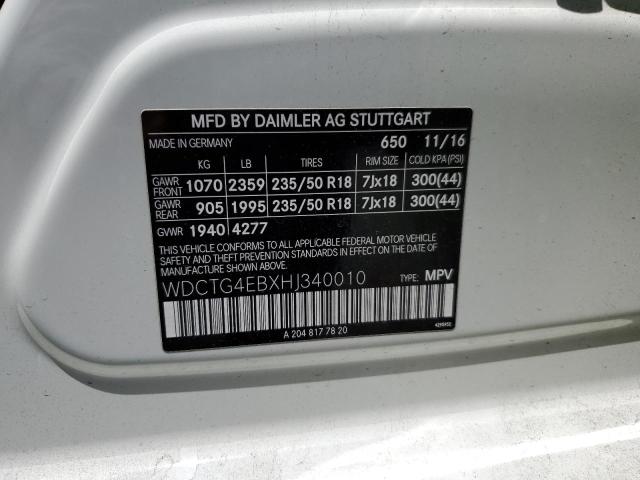 MFD BY DAIMLER AG STUTTGART
MADE IN GERMANY 650 11/16
KG LB TIRES RIM SIZE COLD KPA (PSI)
GAWR FRONT 1070 2359 235/50 R18 7Jx18 300(44)
GAWR REAR 905 1995 235/50 R18 7Jx18 300(44)
GVWR 1940 4277
THIS VEHICLE CONFORMS TO ALL APPLICABLE FEDERAL MOTOR VEHICLE
SAFETY AND THEFT PREVENTION STANDARDS IN EFFECT ON THE DATE OF
MANUFACTURE SHOWN ABOVE.
WDCTG4EBXHJ340010 TYPE: MPV
A 204 817 78 20